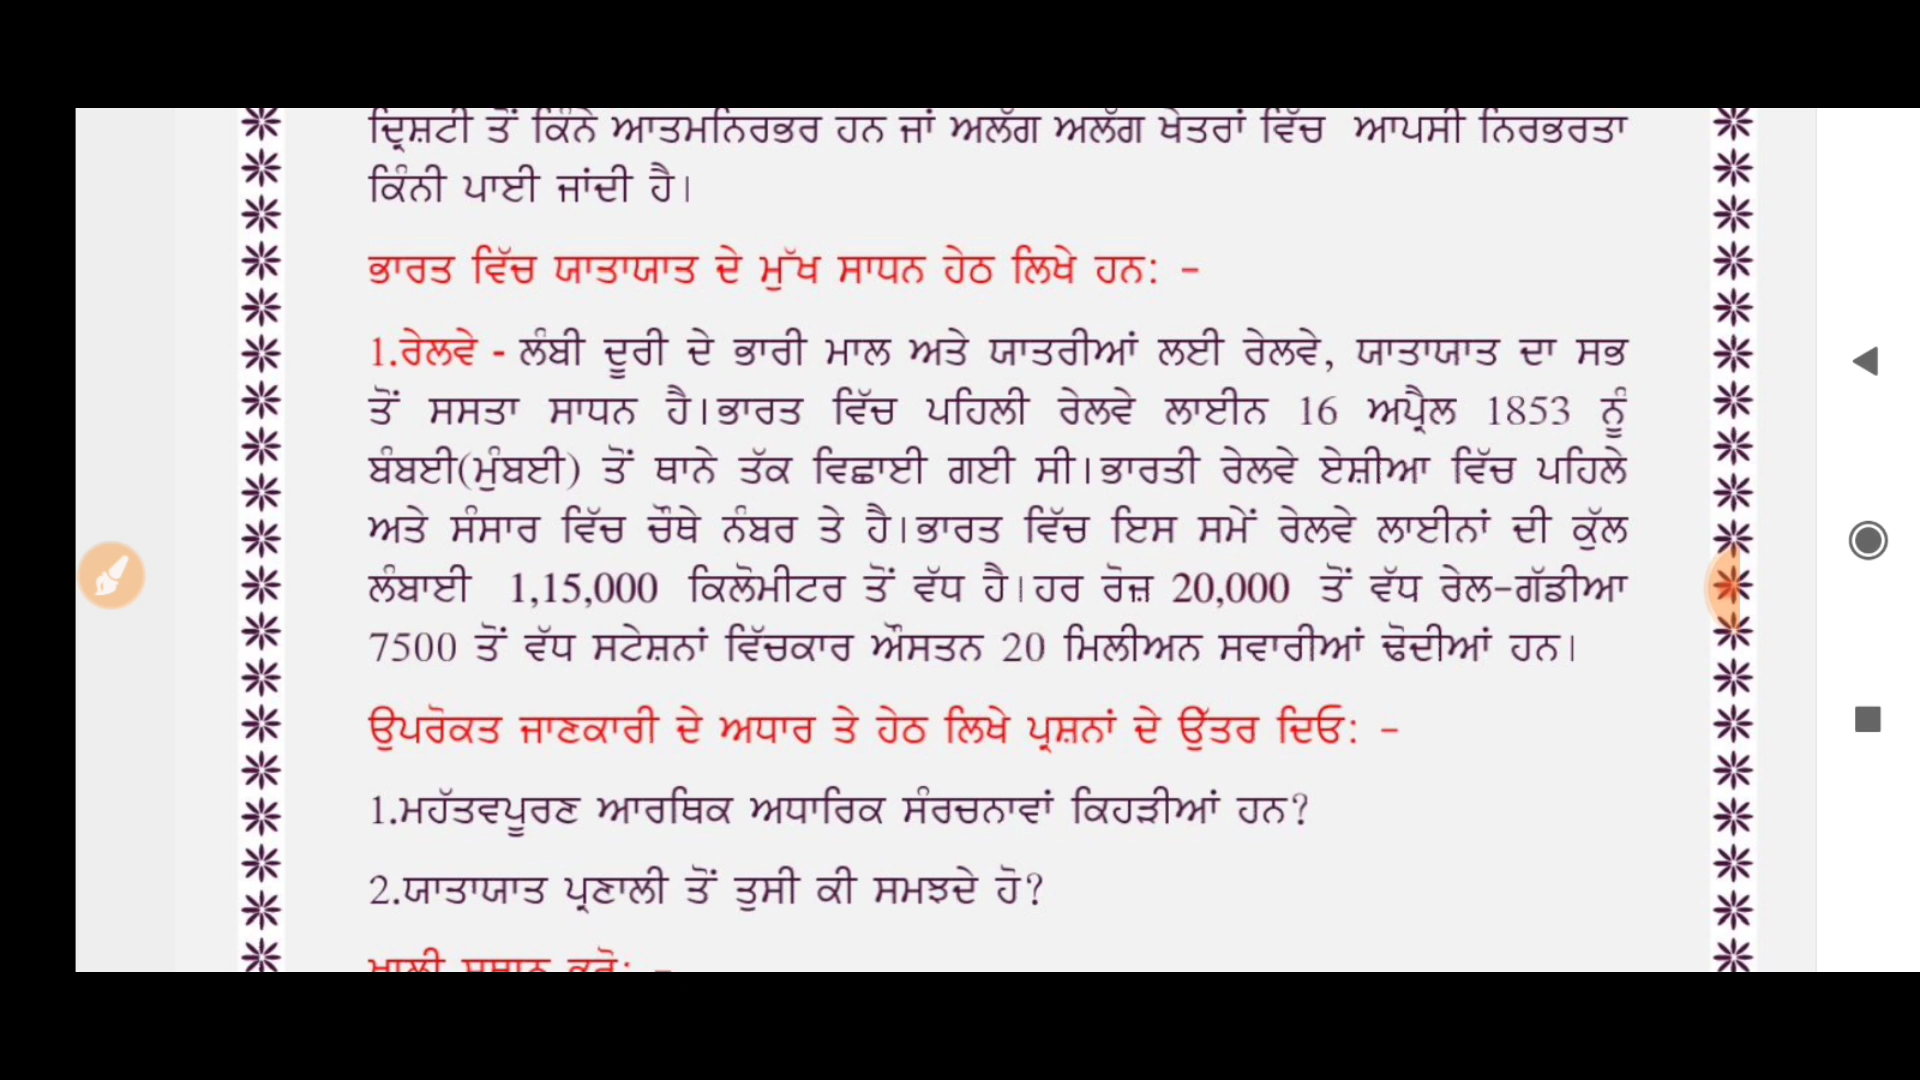 ਦ੍ਰਿਸ਼ਟੀ ਤੋਂ ਕਿੰਨੇ ਆਤਮਨਿਰਭਰ ਹਨ ਜਾਂ ਅਲੱਗ ਅਲੱਗ ਖੇਤਰਾਂ ਵਿੱਚ ਆਪਸੀ ਨਿਰਭਰਤਾ
ਕਿੰਨੀ ਪਾਈ ਜਾਂਦੀ ਹੈ।
ਭਾਰਤ ਵਿੱਚ ਯਾਤਾਯਾਤ ਦੇ ਮੁੱਖ ਸਾਧਨ ਹੇਠ ਲਿਖੇ ਹਨ: -
1.ਰੇਲਵੇ - ਲੰਬੀ ਦੂਰੀ ਦੇ ਭਾਰੀ ਮਾਲ ਅਤੇ ਯਾਤਰੀਆਂ ਲਈ ਰੇਲਵੇ, ਯਾਤਾਯਾਤ ਦਾ ਸਭ
ਤੋਂ ਸਸਤਾ ਸਾਧਨ ਹੈ।ਭਾਰਤ ਵਿੱਚ ਪਹਿਲੀ ਰੇਲਵੇ ਲਾਈਨ 16 ਅਪ੍ਰੈਲ 1853 ਨੂੰ
ਬੰਬਈ(ਮੁੰਬਈ) ਤੋਂ ਥਾਨੇ ਤੱਕ ਵਿਛਾਈ ਗਈ ਸੀ।ਭਾਰਤੀ ਰੇਲਵੇ ਏਸ਼ੀਆ ਵਿੱਚ ਪਹਿਲੇ
ਅਤੇ ਸੰਸਾਰ ਵਿੱਚ ਚੌਥੇ ਨੰਬਰ ਤੇ ਹੈ।ਭਾਰਤ ਵਿੱਚ ਇਸ ਸਮੇਂ ਰੇਲਵੇ ਲਾਈਨਾਂ ਦੀ ਕੁੱਲ
ਲੰਬਾਈ 1,15,000 ਕਿਲੋਮੀਟਰ ਤੋਂ ਵੱਧ ਹੈ।ਹਰ ਰੋਜ਼ 20,000 ਤੋਂ ਵੱਧ ਰੇਲ-ਗੱਡੀਆ
7500 ਤੋਂ ਵੱਧ ਸਟੇਸ਼ਨਾਂ ਵਿੱਚਕਾਰ ਔਸਤਨ 20 ਮਿਲੀਅਨ ਸਵਾਰੀਆਂ ਢੋਦੀਆਂ ਹਨ।
ਉਪਰੋਕਤ ਜਾਣਕਾਰੀ ਦੇ ਅਧਾਰ ਤੇ ਹੇਠ ਲਿਖੇ ਪ੍ਰਸ਼ਨਾਂ ਦੇ ਉੱਤਰ ਦਿਓ: -
1.ਮਹੱਤਵਪੂਰਣ ਆਰਥਿਕ ਅਧਾਰਿਕ ਸੰਰਚਨਾਵਾਂ ਕਿਹੜੀਆਂ ਹਨ?
2.ਯਾਤਾਯਾਤ ਪ੍ਰਣਾਲੀ ਤੋਂ ਤੁਸੀ ਕੀ ਸਮਝਦੇ ਹੋ?